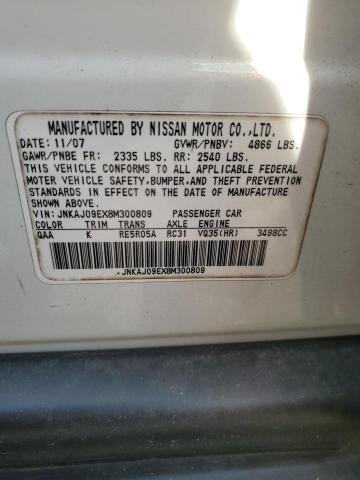 MANUFACTURED BY NISSAN MOTOR CO.,LTD.
DATE: 11/07 GVWR/PNBV: 4866 LBS.
GAWR/PNBE FR: 2335 LBS. RR: 2540 LBS.
THIS VEHICLE CONFORMS TO ALL APPLICABLE FEDERAL
MOTOR VEHICLE SAFETY, BUMPER, AND THEFT PREVENTION
STANDARDS IN EFFECT ON THE DATE OF MANUFACTURE
SHOWN ABOVE.
VIN: JNKAJ09EX8M300809 PASSENGER CAR
COLOR TRIM TRANS AXLE ENGINE
QAA K RE5R05A RC31 VQ35(HR) 3498CC
JNKAJ09EX8M300809